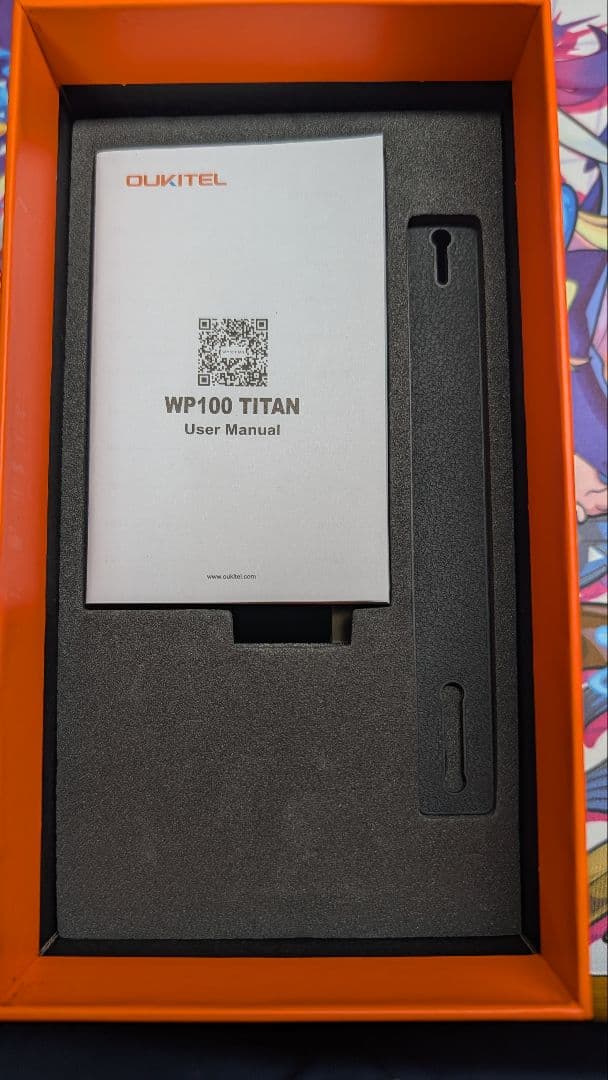 OUKITEL
WP100 TITAN
User Manual
www.oukitel.com